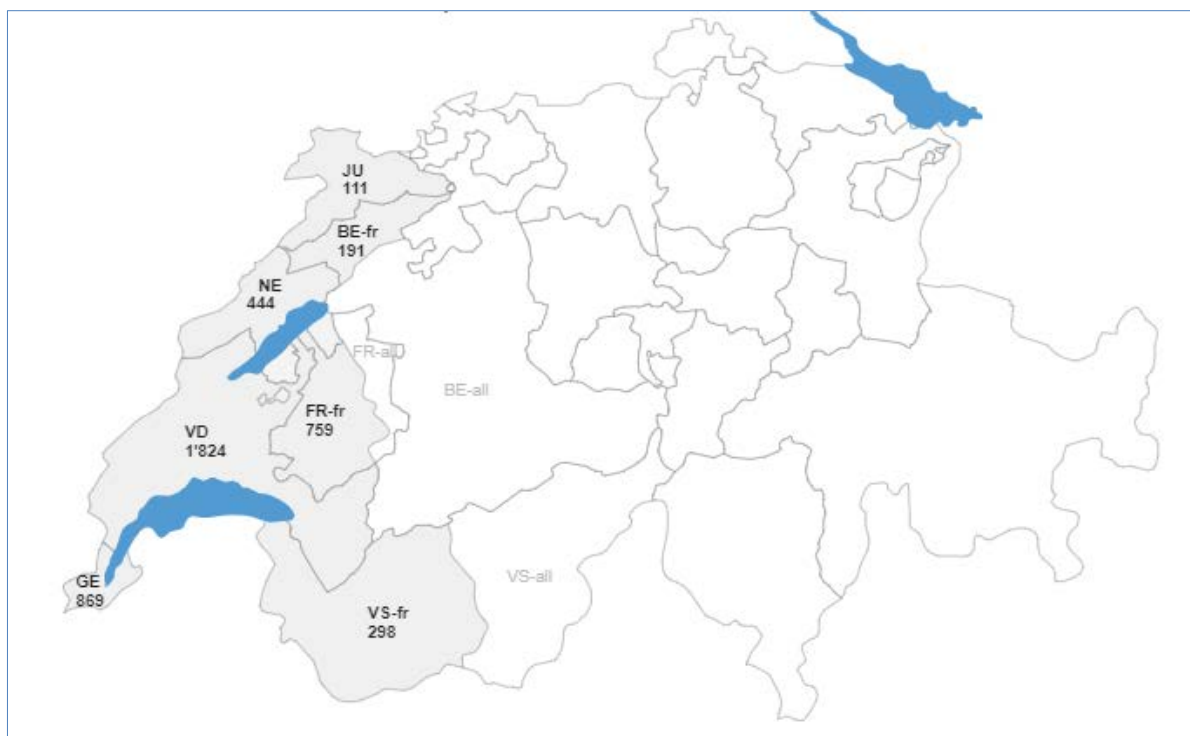 JU
111
BE-fr
191
NE
444
FR-all
BE-all
FR-fr
759
VD
1'824
GE
869
VS-all
VS-fr
298